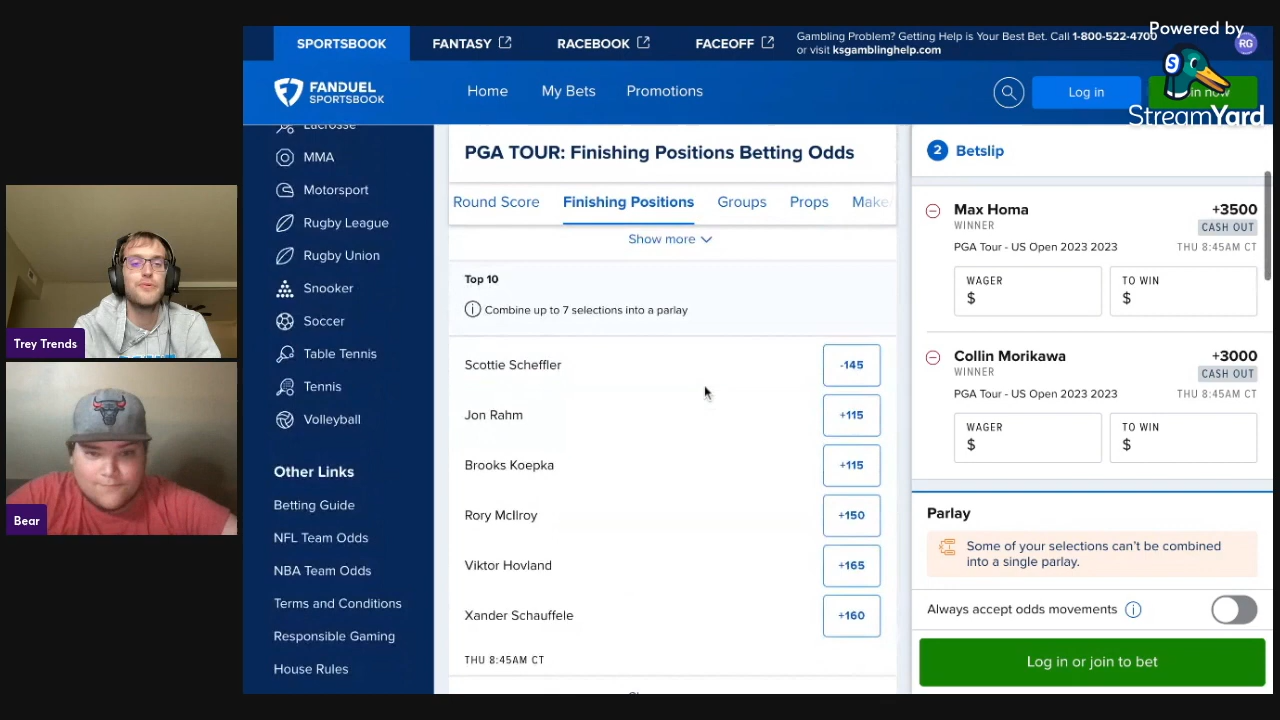 Powered by
StreamYard
SPORTSBOOK
FANTASY
RACEBOOK
FACEOFF
Gambling Problem? Getting Help is Your Best Bet. Call 1-800-522-4700
or visit ksgamblinghelp.com
RG
FANDUEL
SPORTSBOOK
Home
My Bets
Promotions
Log in
Lacrosse
MMA
Motorsport
Rugby League
Rugby Union
Snooker
Soccer
Table Tennis
Tennis
Volleyball
Other Links
Betting Guide
NFL Team Odds
NBA Team Odds
Terms and Conditions
Responsible Gaming
House Rules
PGA TOUR: Finishing Positions Betting Odds
Round Score
Finishing Positions
Groups
Props
Make
Show more
Top 10
Combine up to 7 selections into a parlay
Scottie Scheffler
-145
Jon Rahm
+115
Brooks Koepka
+115
Rory McIlroy
+150
Viktor Hovland
+165
Xander Schauffele
+160
THU 8:45AM CT
2
Betslip
Max Homa
+3500
WINNER
CASH OUT
PGA Tour - US Open 2023 2023
THU 8:45AM CT
WAGER
$
TO WIN
$
Collin Morikawa
+3000
WINNER
CASH OUT
PGA Tour - US Open 2023 2023
THU 8:45AM CT
WAGER
$
TO WIN
$
Parlay
Some of your selections can't be combined
into a single parlay.
Always accept odds movements
Log in or join to bet
Trey Trends
Bear